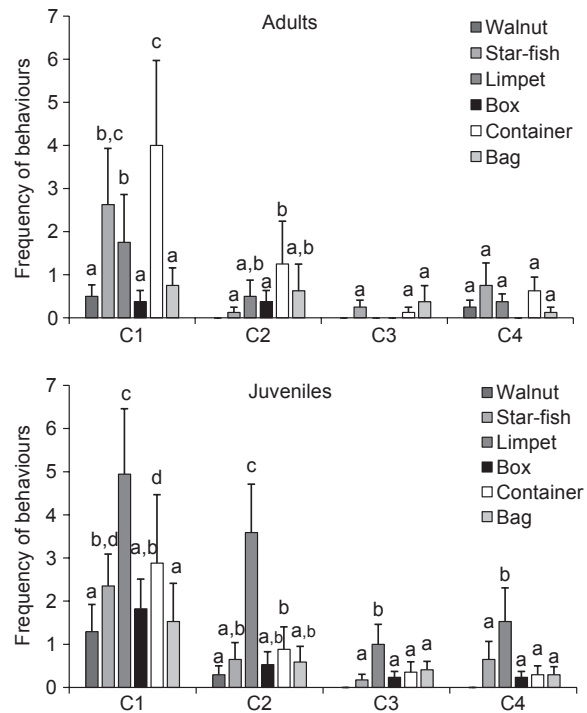 7
6
5
4
3
2
1
0
Frequency of behaviours
Adults
Walnut
Star-fish
Limpet
Box
Container
Bag
a
b,c
b
a
c
a
a
a,b
a
b
a,b
a
a
a
a
a
a
a
a
C1
C2
C3
C4
7
6
5
4
3
2
1
0
Frequency of behaviours
Juveniles
Walnut
Star-fish
Limpet
Box
Container
Bag
a
b,d
c
a,b
d
a
a
a,b
c
a,b
b
a,b
a
b
a
a
a
a
b
a
a
a
C1
C2
C3
C4